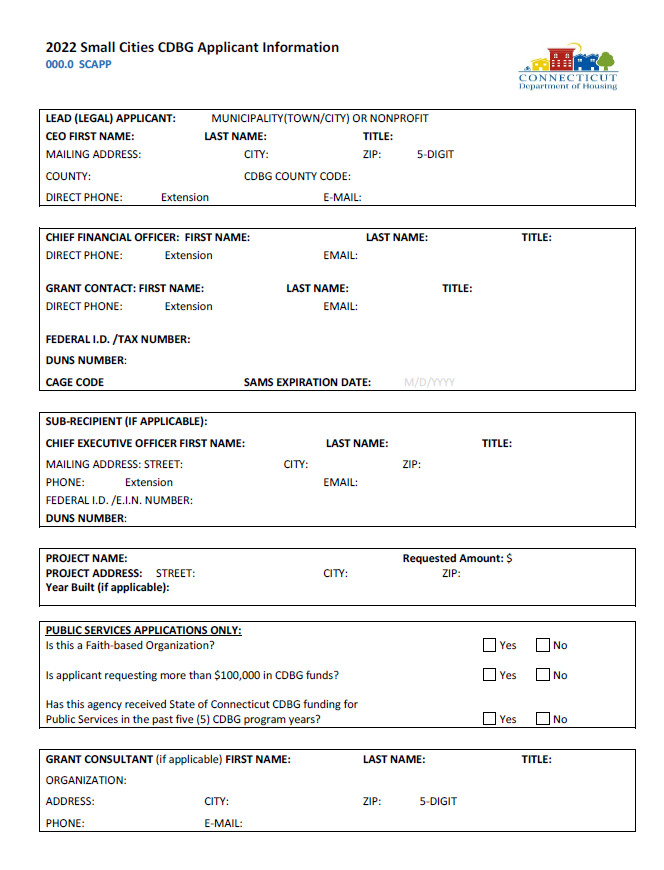 2022 Small Cities CDBG Applicant Information
000.0 SCAPP
CONNECTICUT
Department of Housing
LEAD (LEGAL) APPLICANT: MUNICIPALITY(TOWN/CITY) OR NONPROFIT
CEO FIRST NAME: LAST NAME: TITLE:
MAILING ADDRESS: CITY: ZIP: 5-DIGIT
COUNTY: CDBG COUNTY CODE:
DIRECT PHONE: Extension E-MAIL:
CHIEF FINANCIAL OFFICER: FIRST NAME: LAST NAME: TITLE:
DIRECT PHONE: Extension EMAIL:
GRANT CONTACT: FIRST NAME: LAST NAME: TITLE:
DIRECT PHONE: Extension EMAIL:
FEDERAL I.D. /TAX NUMBER:
DUNS NUMBER:
CAGE CODE SAMS EXPIRATION DATE: M/D/YYYY
SUB-RECIPIENT (IF APPLICABLE):
CHIEF EXECUTIVE OFFICER FIRST NAME: LAST NAME: TITLE:
MAILING ADDRESS: STREET: CITY: ZIP:
PHONE: Extension EMAIL:
FEDERAL I.D. /E.I.N. NUMBER:
DUNS NUMBER:
PROJECT NAME: Requested Amount: $
PROJECT ADDRESS: STREET: CITY: ZIP:
Year Built (if applicable):
PUBLIC SERVICES APPLICATIONS ONLY:
Is this a Faith-based Organization? Yes No
Is applicant requesting more than $100,000 in CDBG funds? Yes No
Has this agency received State of Connecticut CDBG funding for
Public Services in the past five (5) CDBG program years? Yes No
GRANT CONSULTANT (if applicable) FIRST NAME: LAST NAME: TITLE:
ORGANIZATION:
ADDRESS: CITY: ZIP: 5-DIGIT
PHONE: E-MAIL: